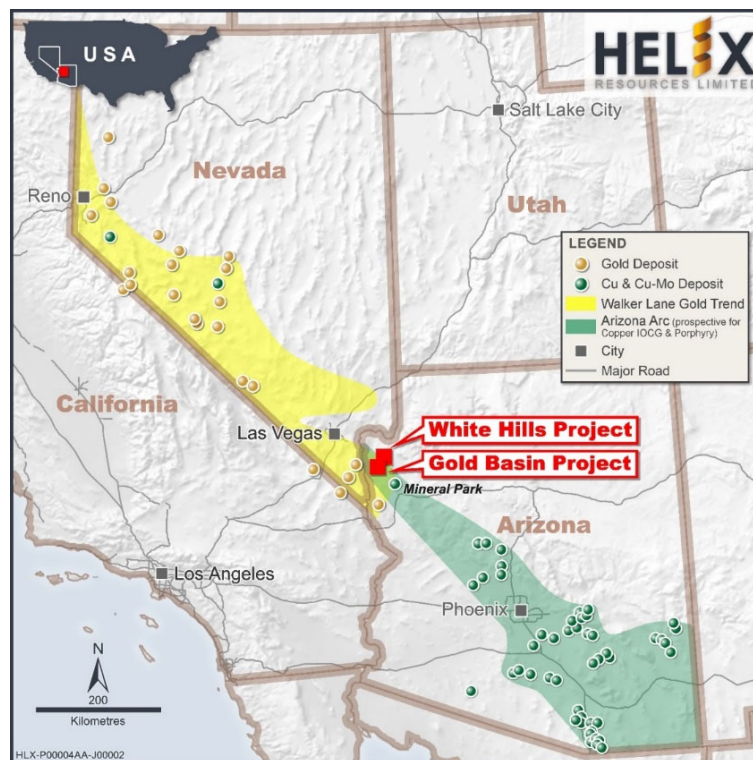 USA
HELIX
RESOURCES LIMITED
Salt Lake City
Nevada
Reno
Utah
LEGEND
Gold Deposit
Cu & Cu-Mo Deposit
Walker Lane Gold Trend
Arizona Arc (prospective for
Copper IOCG & Porphyry)
City
Major Road
California
Las Vegas
White Hills Project
Gold Basin Project
Mineral Park
Arizona
Los Angeles
Phoenix
N
200
Kilometres
HLX-P00004AA-J00002